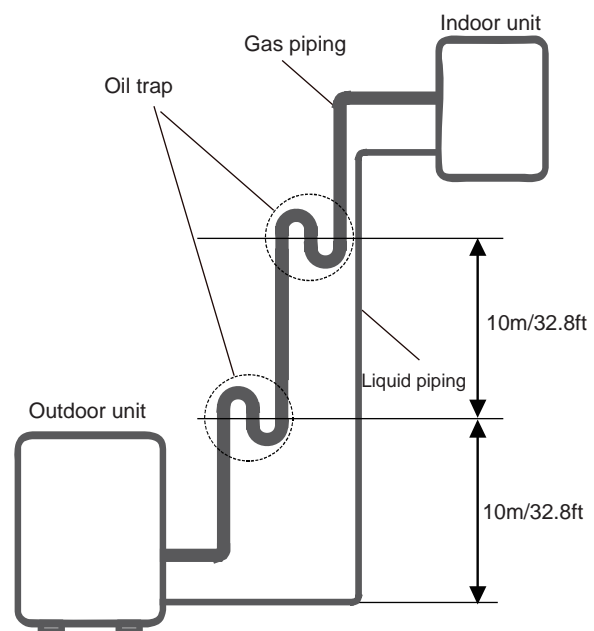 Indoor unit
Gas piping
Oil trap
10m/32.8ft
Liquid piping
Outdoor unit
10m/32.8ft